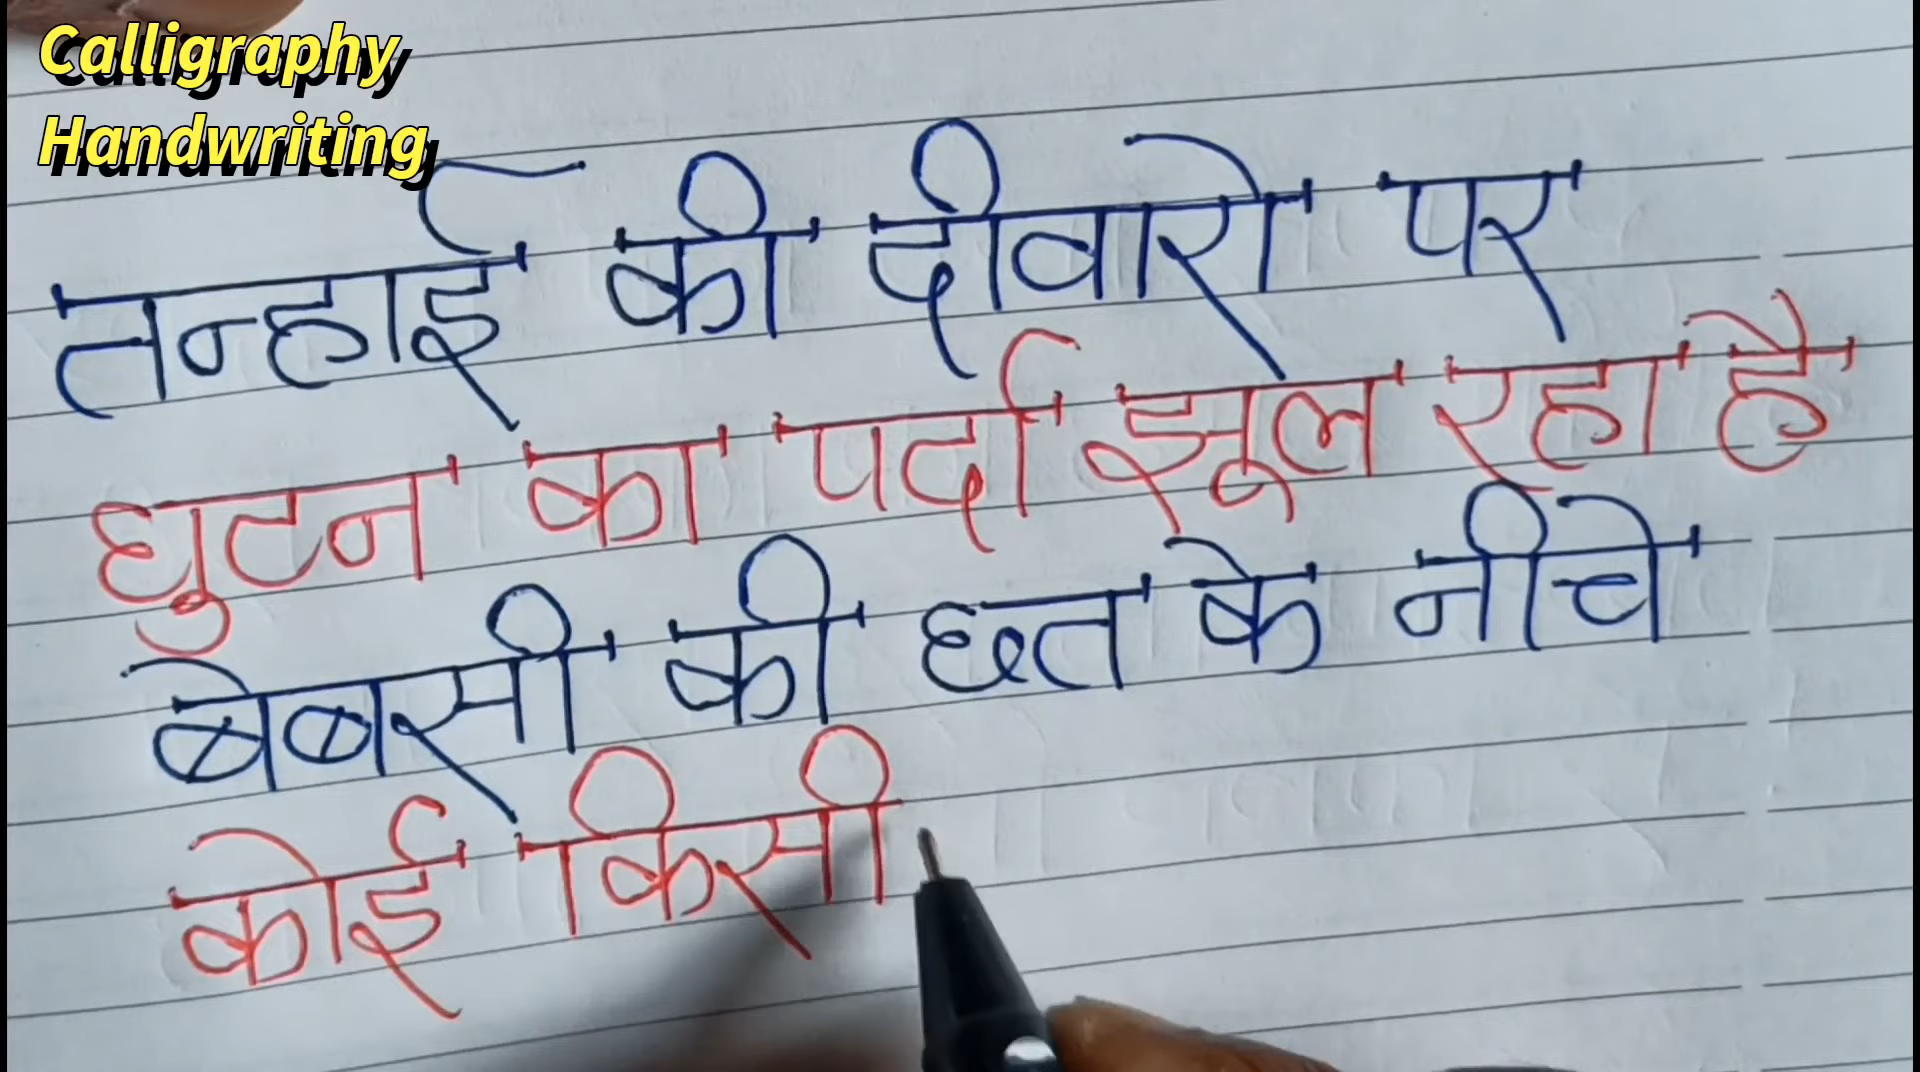 Calligraphy
Handwriting
तन्हाई की दीवारो पर
घुटन का पर्दा झूल रहा है
बेबसी की छत के नीचे
कोई किसी